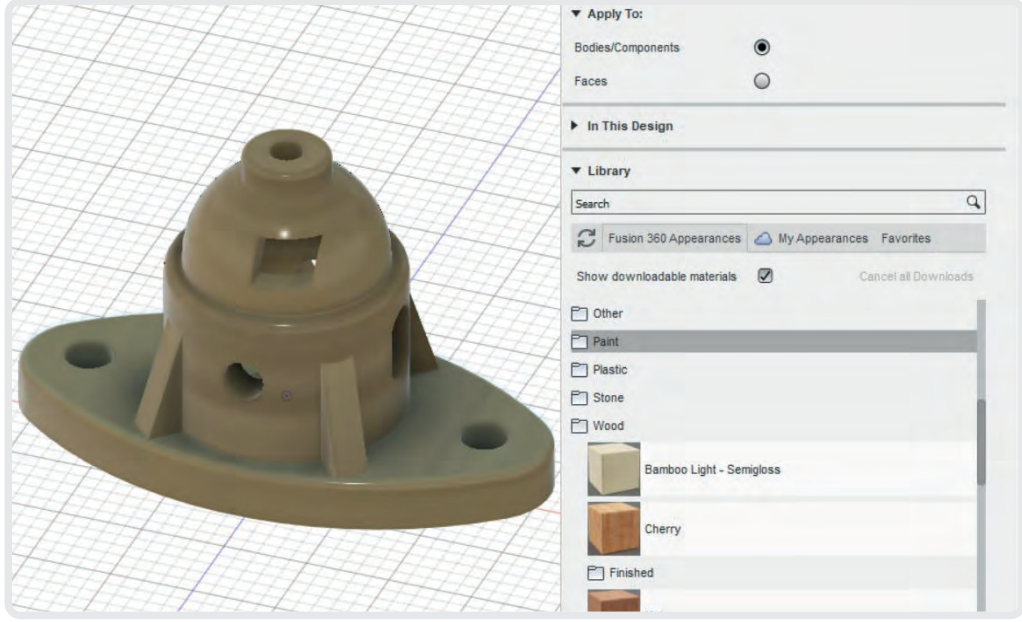 Apply To:
Bodies/Components
Faces
In This Design
Library
Search
Fusion 360 Appearances My Appearances Favorites
Show downloadable materials Cancel all Downloads
Other
Paint
Plastic
Stone
Wood
Bamboo Light - Semigloss
Cherry
Finished